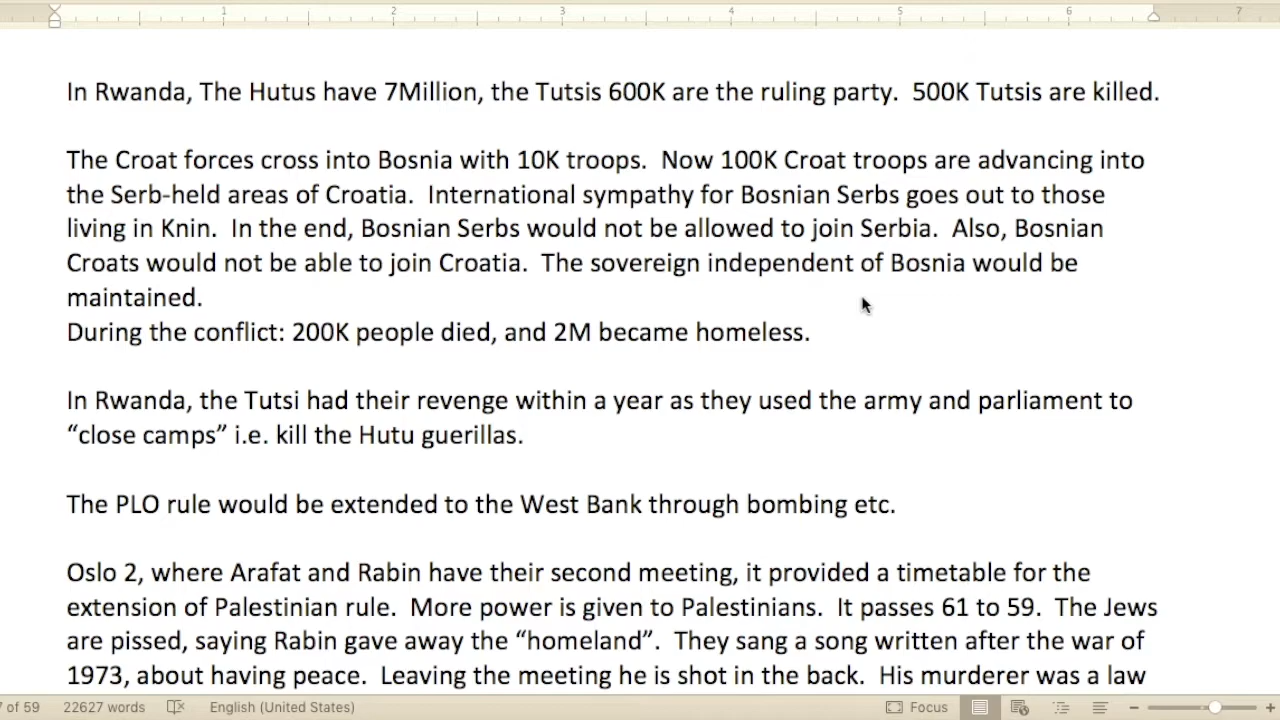 1 2 3 4 5 6 7
In Rwanda, The Hutus have 7Million, the Tutsis 600K are the ruling party.  500K Tutsis are killed.
The Croat forces cross into Bosnia with 10K troops.  Now 100K Croat troops are advancing into
the Serb-held areas of Croatia.  International sympathy for Bosnian Serbs goes out to those
living in Knin.  In the end, Bosnian Serbs would not be allowed to join Serbia.  Also, Bosnian
Croats would not be able to join Croatia.  The sovereign independent of Bosnia would be
maintained.
During the conflict: 200K people died, and 2M became homeless.
In Rwanda, the Tutsi had their revenge within a year as they used the army and parliament to
“close camps” i.e. kill the Hutu guerillas.
The PLO rule would be extended to the West Bank through bombing etc.
Oslo 2, where Arafat and Rabin have their second meeting, it provided a timetable for the
extension of Palestinian rule.  More power is given to Palestinians.  It passes 61 to 59.  The Jews
are pissed, saying Rabin gave away the “homeland”.  They sang a song written after the war of
1973, about having peace.  Leaving the meeting he is shot in the back.  His murderer was a law
of 59 22627 words English (United States) Focus